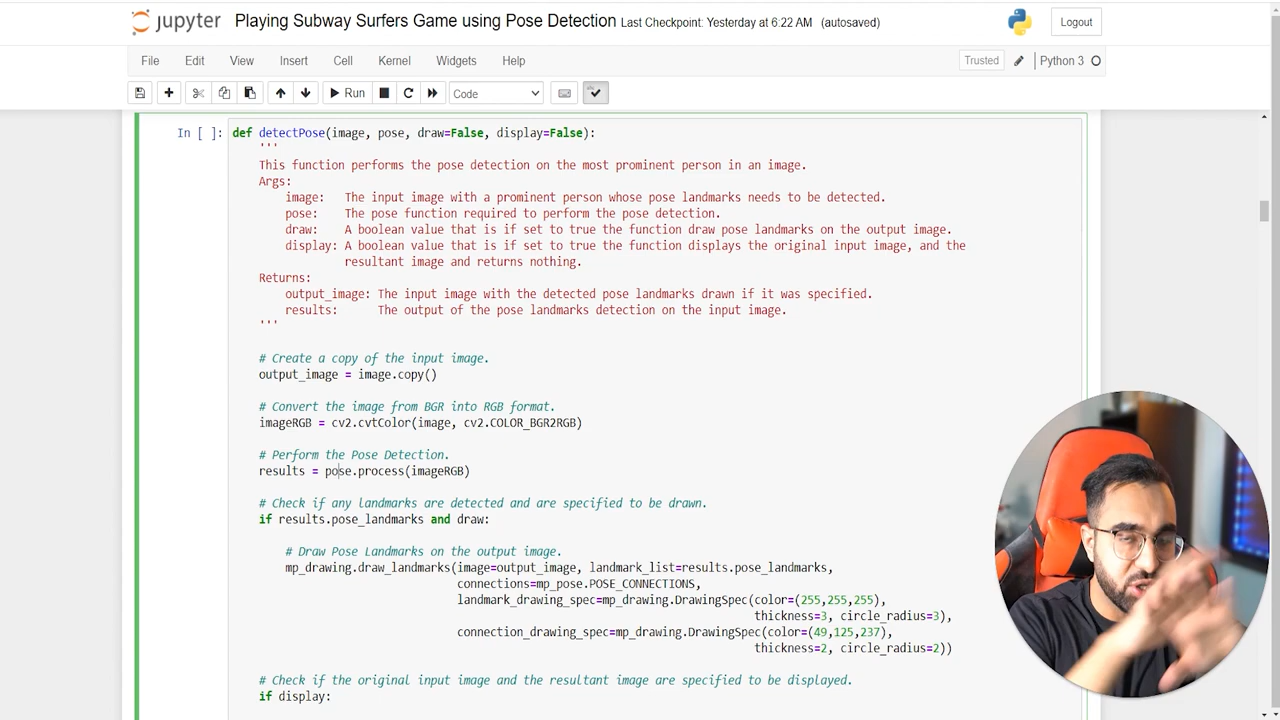 jupyter Playing Subway Surfers Game using Pose Detection Last Checkpoint: Yesterday at 6:22 AM (autosaved) Logout
File Edit View Insert Cell Kernel Widgets Help Trusted Python 3
Run Code
In [ ]: def detectPose(image, pose, draw=False, display=False):
'''
This function performs the pose detection on the most prominent person in an image.
Args:
image: The input image with a prominent person whose pose landmarks needs to be detected.
pose: The pose function required to perform the pose detection.
draw: A boolean value that is if set to true the function draw pose landmarks on the output image.
display: A boolean value that is if set to true the function displays the original input image, and the
resultant image and returns nothing.
Returns:
output_image: The input image with the detected pose landmarks drawn if it was specified.
results: The output of the pose landmarks detection on the input image.
'''
# Create a copy of the input image.
output_image = image.copy()
# Convert the image from BGR into RGB format.
imageRGB = cv2.cvtColor(image, cv2.COLOR_BGR2RGB)
# Perform the Pose Detection.
results = pose.process(imageRGB)
# Check if any landmarks are detected and are specified to be drawn.
if results.pose_landmarks and draw:
# Draw Pose Landmarks on the output image.
mp_drawing.draw_landmarks(image=output_image, landmark_list=results.pose_landmarks,
connections=mp_pose.POSE_CONNECTIONS,
landmark_drawing_spec=mp_drawing.DrawingSpec(color=(255,255,255),
thickness=3, circle_radius=3),
connection_drawing_spec=mp_drawing.DrawingSpec(color=(49,125,237),
thickness=2, circle_radius=2))
# Check if the original input image and the resultant image are specified to be displayed.
if display: